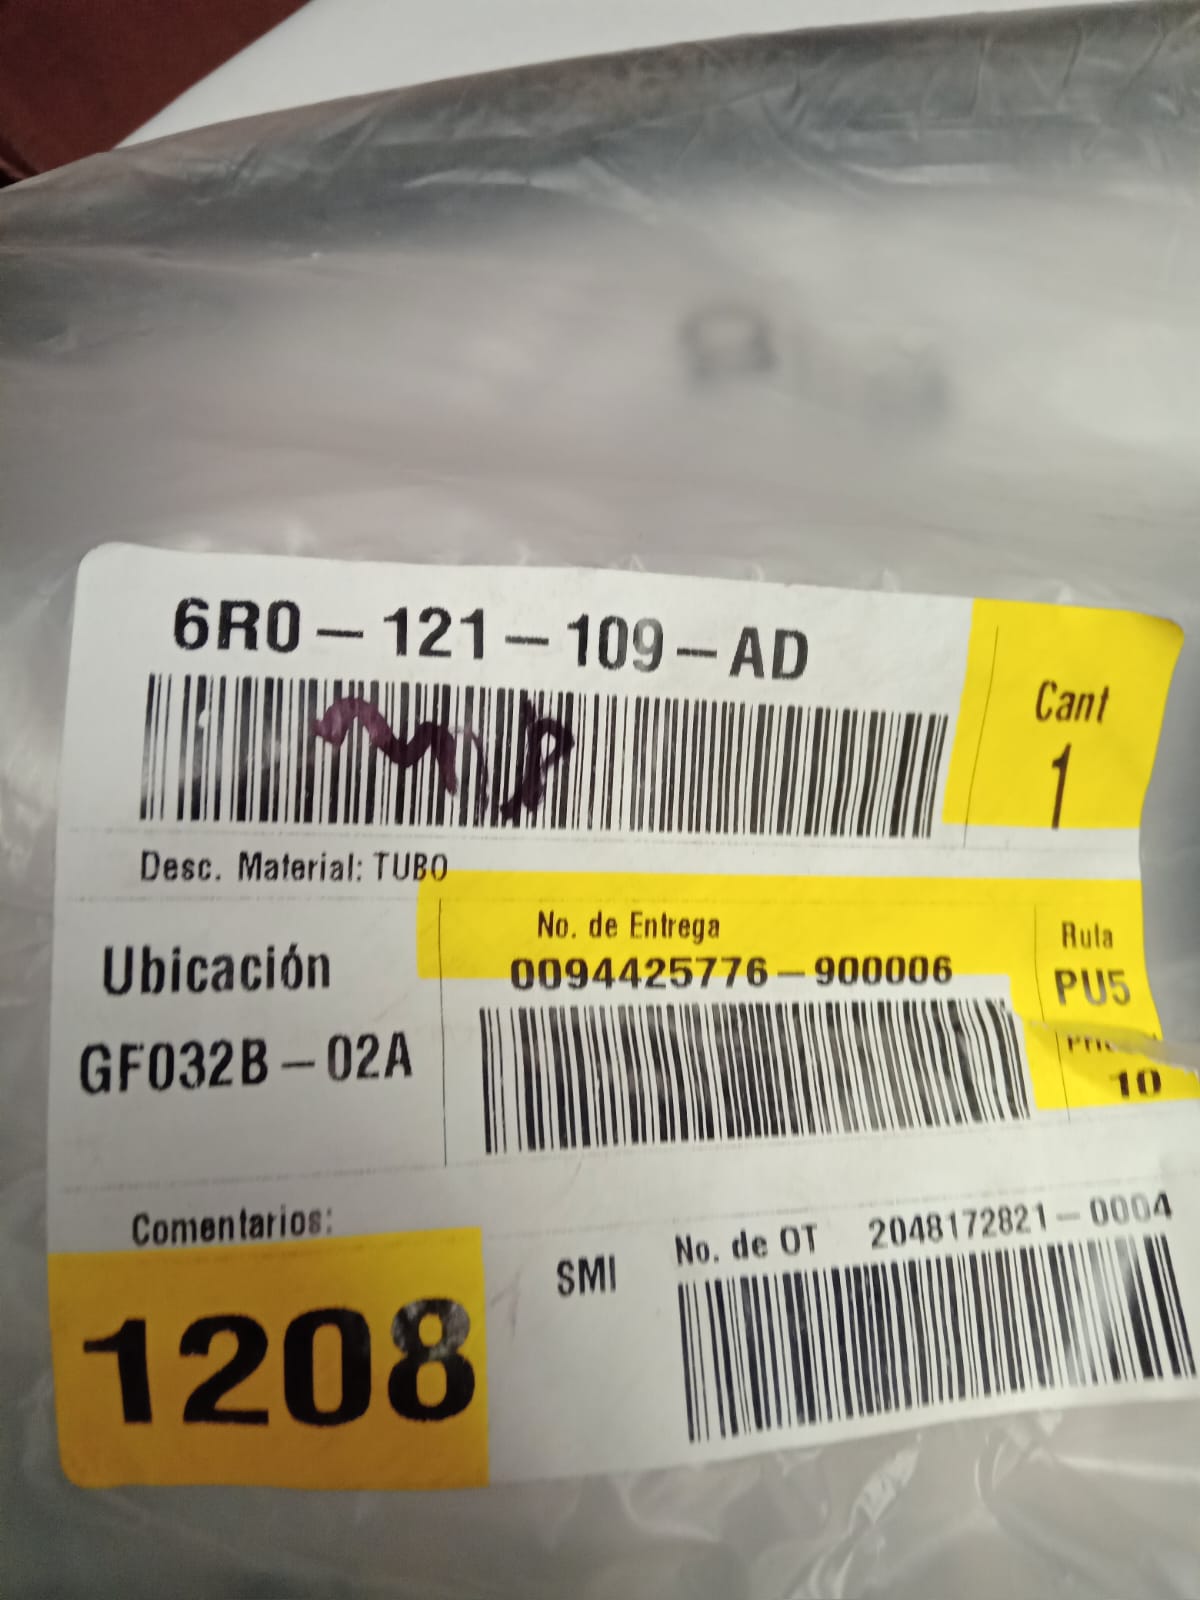 6R0-121-109-AD
Cant
1
Desc. Material: TUBO
No. de Entrega
Ruta
Ubicación
0094425776-900006
PU5
GF032B-02A
10
Comentarios:
1208
SMI
No. de OT 2048172821-0004